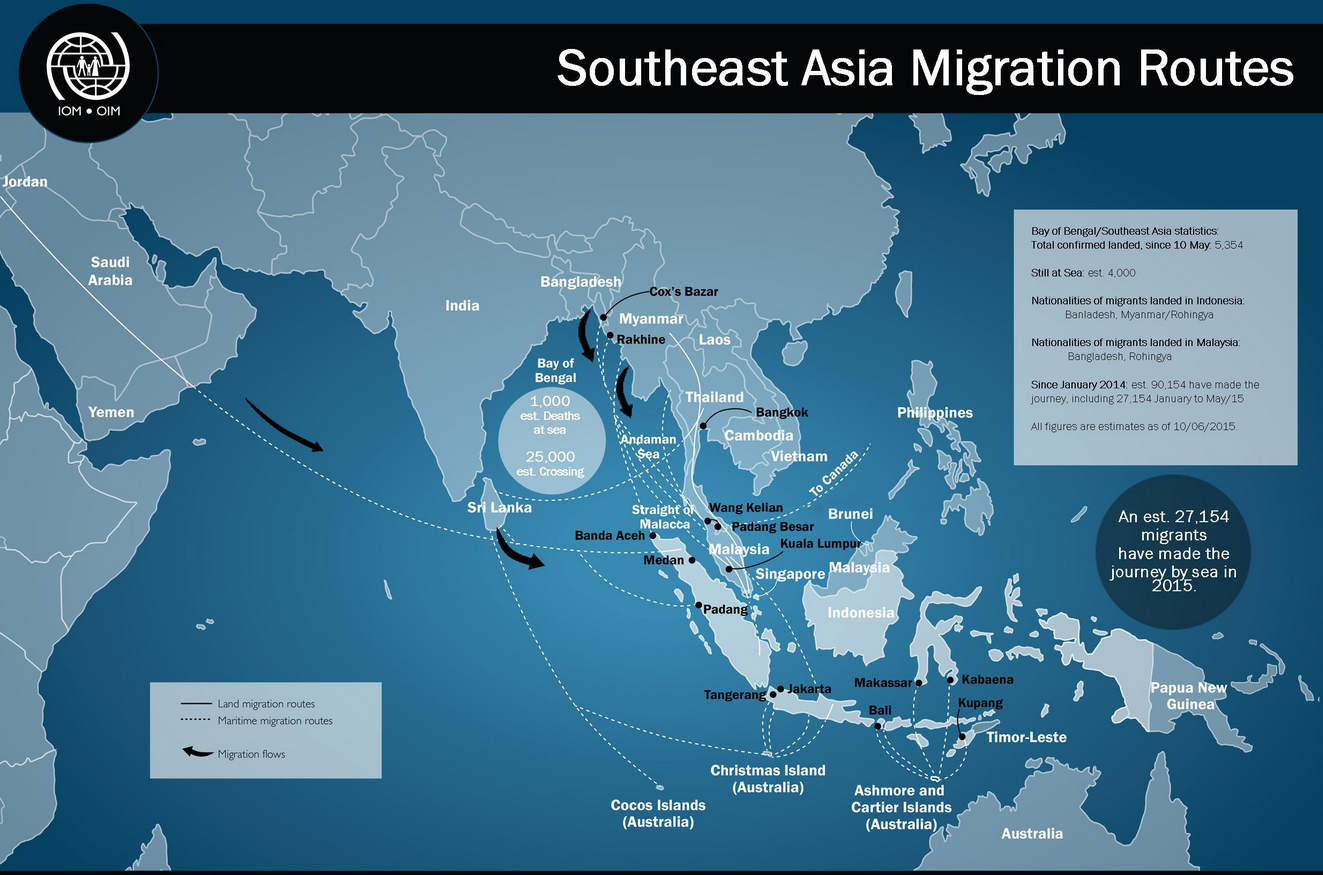 IOM • OIM
Southeast Asia Migration Routes
Jordan
Saudi
Arabia
Yemen
India
Bangladesh
Cox's Bazar
Myanmar
Rakhine
Laos
Bay of
Bengal
1,000
est. Deaths
at sea
25,000
est. Crossing
Thailand
Bangkok
Andaman
Sea
Cambodia
Vietnam
Philippines
To Canada
Sri Lanka
Straight of
Malacca
Wang Kelian
Padang Besar
Brunei
Banda Aceh
Malaysia
Kuala Lumpur
Medan
Singapore
Malaysia
Padang
Indonesia
Tangerang
Jakarta
Makassar
Kabaena
Bali
Kupang
Timor-Leste
Papua New
Guinea
Christmas Island
(Australia)
Cocos Islands
(Australia)
Ashmore and
Cartier Islands
(Australia)
Australia
Bay of Bengal/Southeast Asia statistics:
Total confirmed landed, since 10 May: 5,354
Still at Sea: est. 4,000
Nationalities of migrants landed in Indonesia:
Banladesh, Myanmar/Rohingya
Nationalities of migrants landed in Malaysia:
Bangladesh, Rohingya
Since January 2014: est. 90,154 have made the
journey, including 27,154 January to May/15
All figures are estimates as of 10/06/2015.
An est. 27,154
migrants
have made the
journey by sea in
2015.
Land migration routes
Maritime migration routes
Migration flows